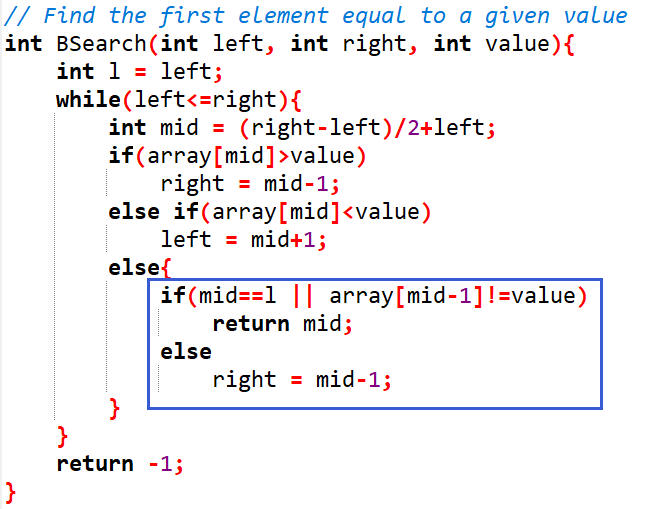 // Find the first element equal to a given value
int BSearch(int left, int right, int value){
    int l = left;
    while(left<=right){
        int mid = (right-left)/2+left;
        if(array[mid]>value)
            right = mid-1;
        else if(array[mid]<value)
            left = mid+1;
        else{
            if(mid==l || array[mid-1]!=value)
                return mid;
            else
                right = mid-1;
        }
    }
    return -1;
}